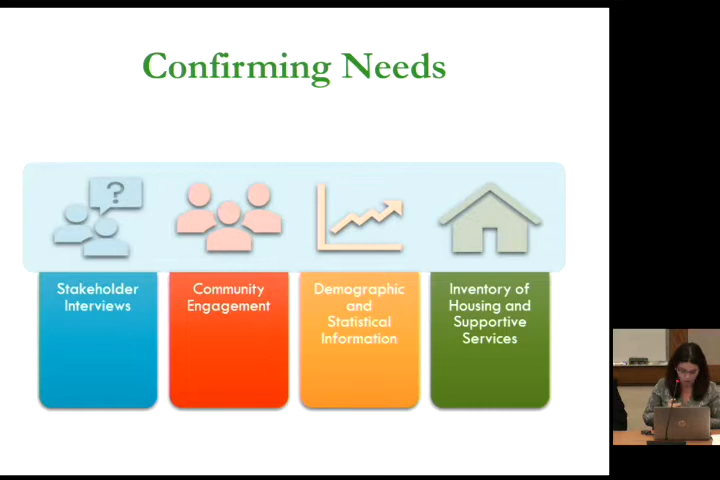 Confirming Needs
?
Stakeholder
Interviews
Community
Engagement
Demographic
and
Statistical
Information
Inventory of
Housing and
Supportive
Services